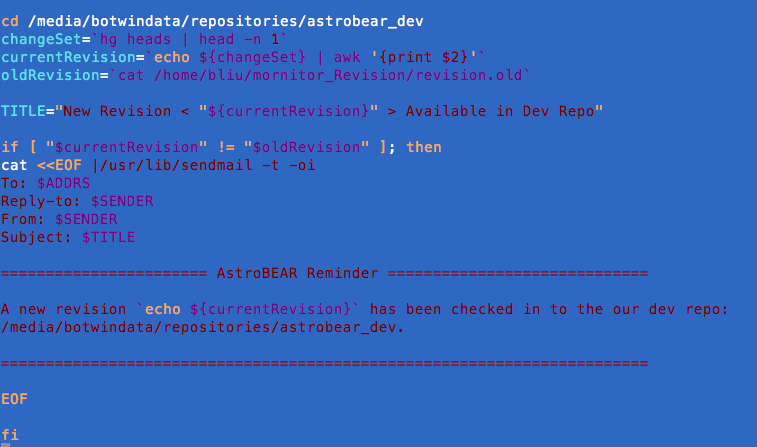 cd /media/botwindata/repositories/astrobear_dev
changeSet=`hg heads | head -n 1`
currentRevision=`echo ${changeSet} | awk '{print $2}'`
oldRevision=`cat /home/bliu/mornitor_Revision/revision.old`
TITLE="New Revision < "${currentRevision}" > Available in Dev Repo"
if [ "$currentRevision" != "$oldRevision" ]; then
cat <<EOF |/usr/lib/sendmail -t -oi
To: $ADDRS
Reply-to: $SENDER
From: $SENDER
Subject: $TITLE
======================= AstroBEAR Reminder =============================
A new revision `echo ${currentRevision}` has been checked in to the our dev repo:
/media/botwindata/repositories/astrobear_dev.
========================================================================
EOF
fi